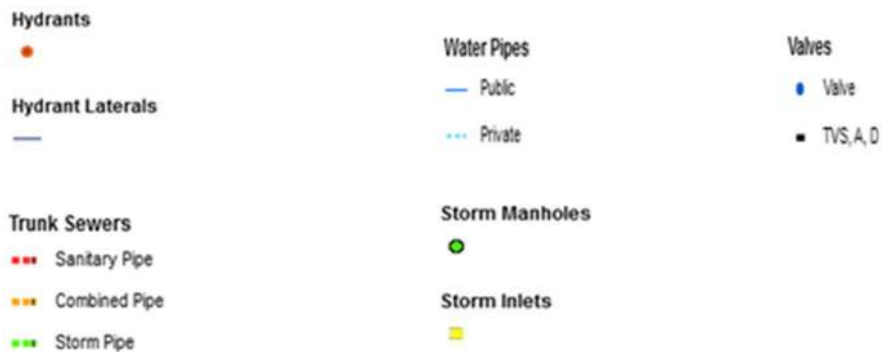 Hydrants
Hydrant Laterals
Water Pipes
Public
Private
Valves
Valve
TVS, A, D
Trunk Sewers
Sanitary Pipe
Combined Pipe
Storm Pipe
Storm Manholes
Storm Inlets